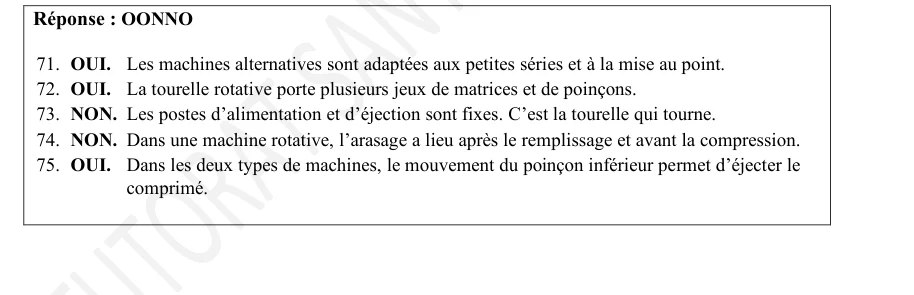 Réponse : OONNO
71. OUI. Les machines alternatives sont adaptées aux petites séries et à la mise au point.
72. OUI. La tourelle rotative porte plusieurs jeux de matrices et de poinçons.
73. NON. Les postes d’alimentation et d’éjection sont fixes. C’est la tourelle qui tourne.
74. NON. Dans une machine rotative, l’arasage a lieu après le remplissage et avant la compression.
75. OUI. Dans les deux types de machines, le mouvement du poinçon inférieur permet d’éjecter le
comprimé.
TUTORAT SAN